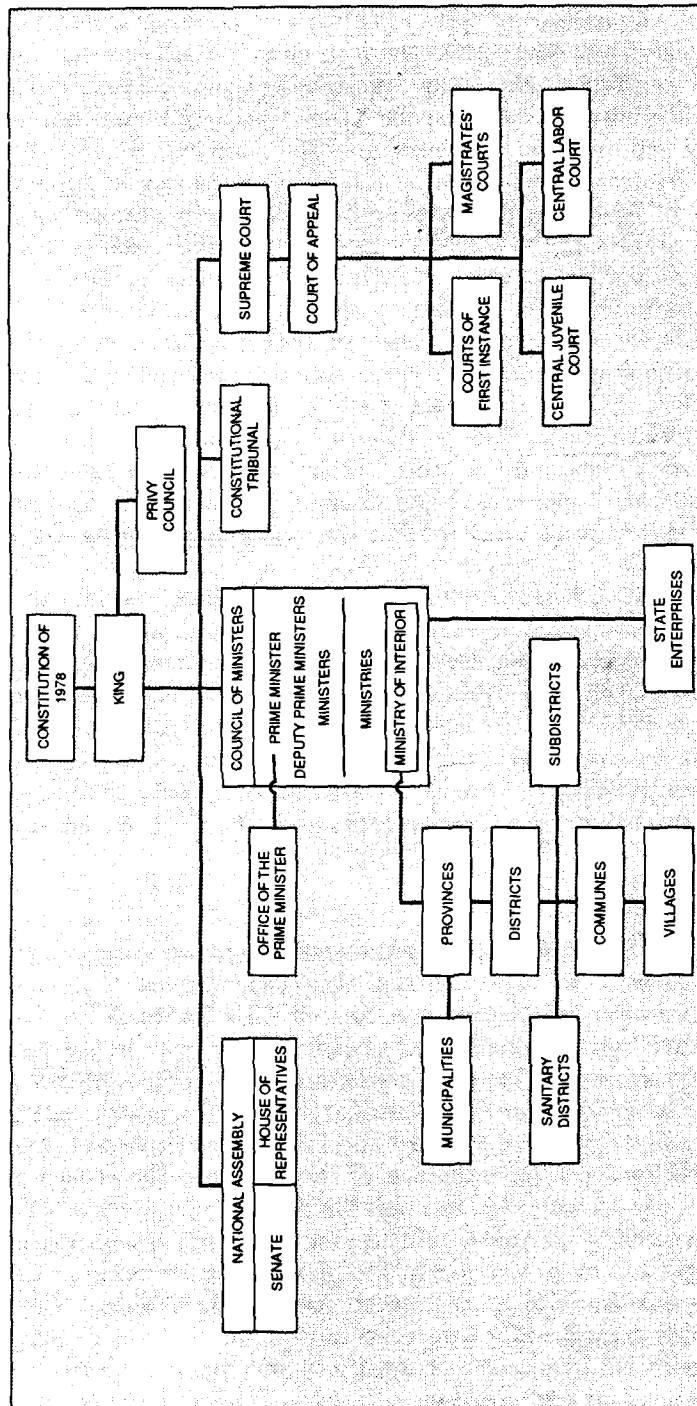 CONSTITUTION OF
1978
KING
PRIVY
COUNCIL
NATIONAL ASSEMBLY
SENATE
HOUSE OF
REPRESENTATIVES
COUNCIL OF MINISTERS
PRIME MINISTER
DEPUTY PRIME MINISTERS
MINISTERS
MINISTRIES
MINISTRY OF INTERIOR
OFFICE OF THE
PRIME MINISTER
CONSTITUTIONAL
TRIBUNAL
SUPREME COURT
COURT OF APPEAL
COURTS OF
FIRST INSTANCE
MAGISTRATES'
COURTS
CENTRAL JUVENILE
COURT
CENTRAL LABOR
COURT
MUNICIPALITIES
PROVINCES
DISTRICTS
SANITARY
DISTRICTS
SUBDISTRICTS
COMMUNES
VILLAGES
STATE
ENTERPRISES